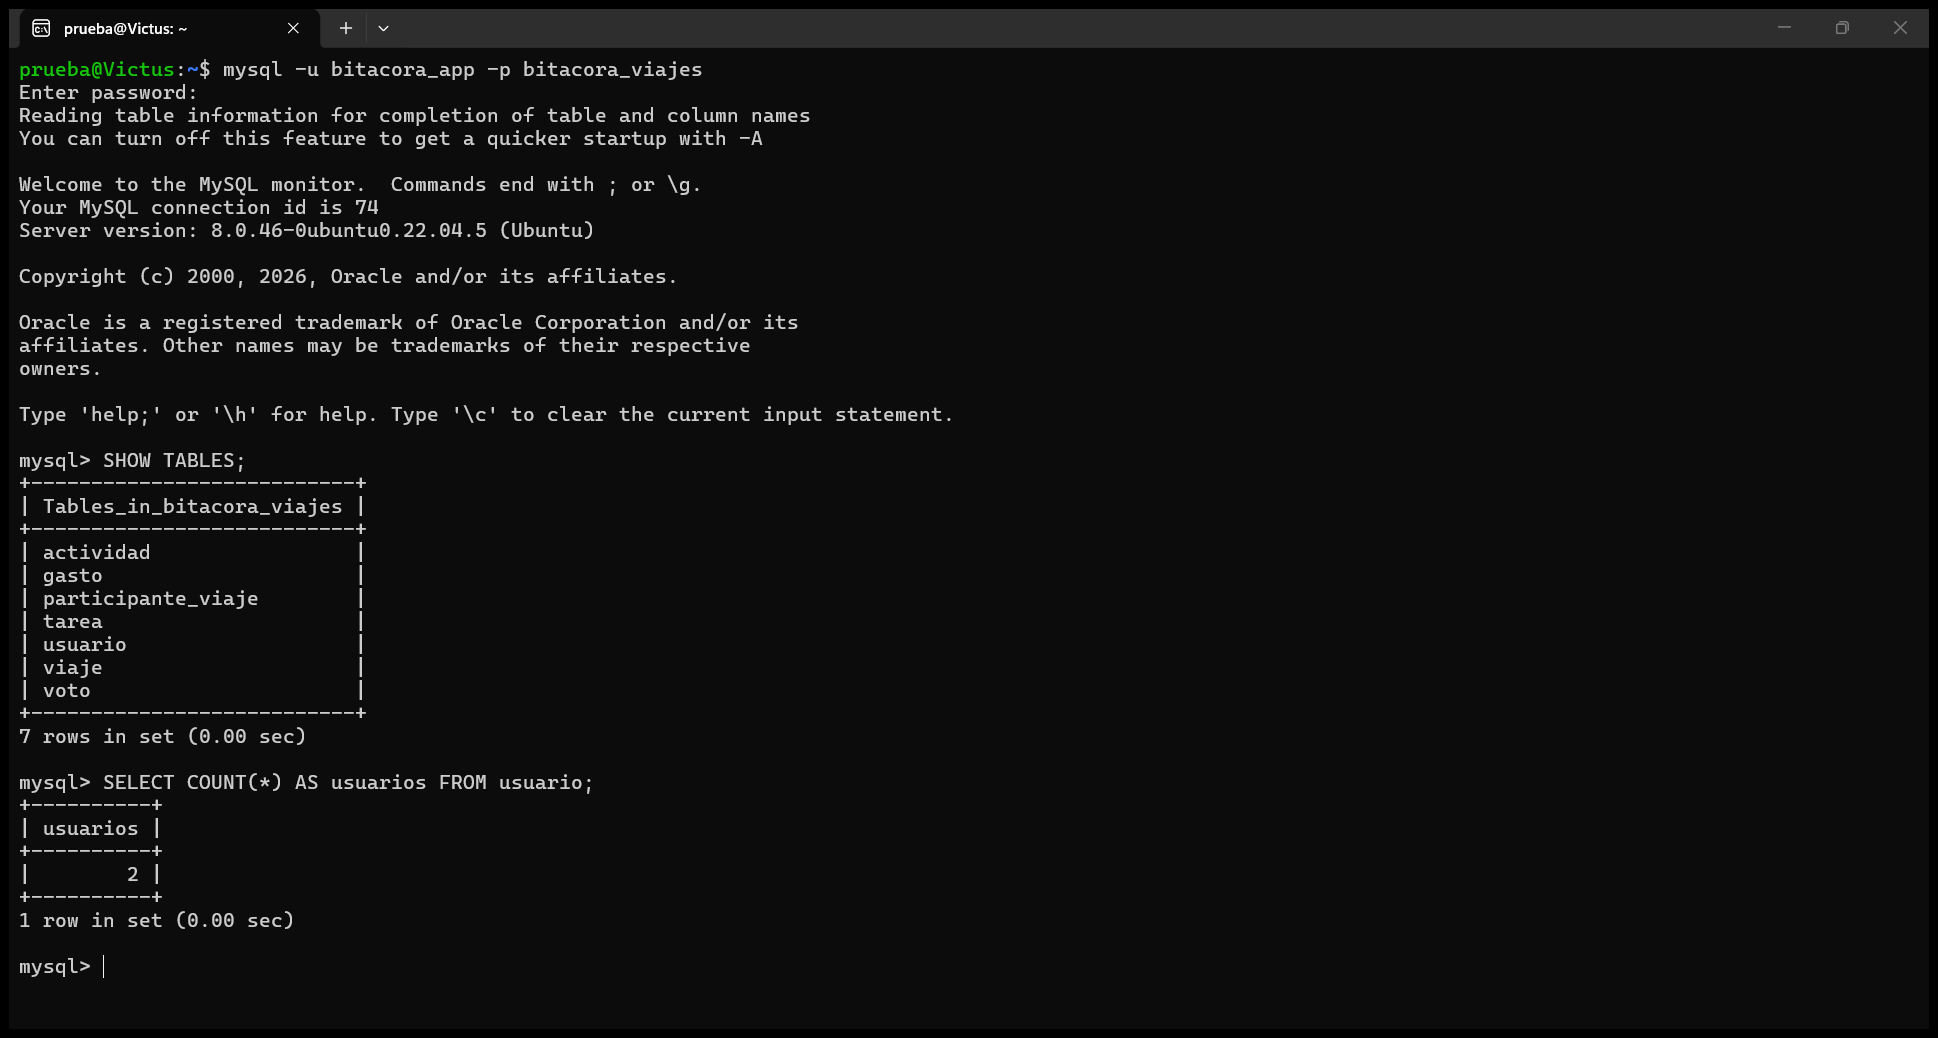 prueba@Victus: ~
prueba@Victus:~$ mysql -u bitacora_app -p bitacora_viajes
Enter password:
Reading table information for completion of table and column names
You can turn off this feature to get a quicker startup with -A
Welcome to the MySQL monitor.  Commands end with ; or \g.
Your MySQL connection id is 74
Server version: 8.0.46-0ubuntu0.22.04.5 (Ubuntu)
Copyright (c) 2000, 2026, Oracle and/or its affiliates.
Oracle is a registered trademark of Oracle Corporation and/or its
affiliates. Other names may be trademarks of their respective
owners.
Type 'help;' or '\h' for help. Type '\c' to clear the current input statement.
mysql> SHOW TABLES;
+---------------------------+
| Tables_in_bitacora_viajes |
+---------------------------+
| actividad                 |
| gasto                     |
| participante_viaje        |
| tarea                     |
| usuario                   |
| viaje                     |
| voto                      |
+---------------------------+
7 rows in set (0.00 sec)
mysql> SELECT COUNT(*) AS usuarios FROM usuario;
+----------+
| usuarios |
+----------+
|        2 |
+----------+
1 row in set (0.00 sec)
mysql>